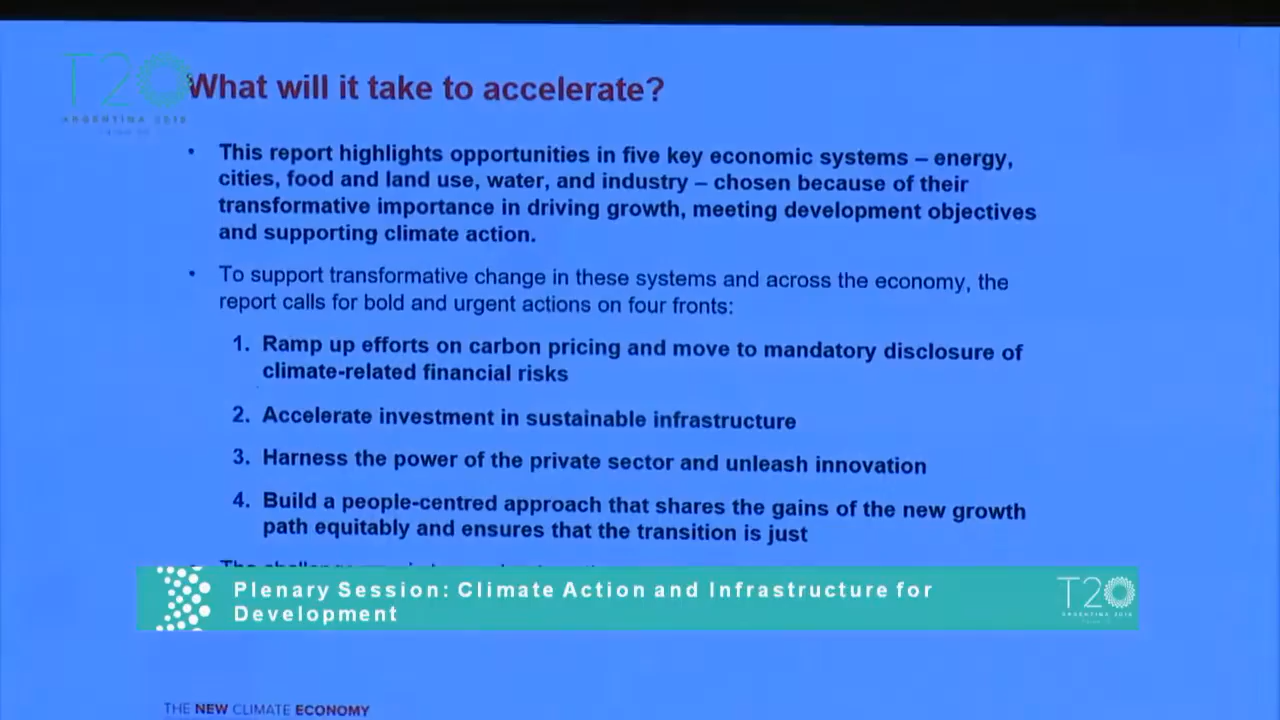 T20
ARGENTINA 2018
What will it take to accelerate?
• This report highlights opportunities in five key economic systems – energy,
cities, food and land use, water, and industry – chosen because of their
transformative importance in driving growth, meeting development objectives
and supporting climate action.
• To support transformative change in these systems and across the economy, the
report calls for bold and urgent actions on four fronts:
1. Ramp up efforts on carbon pricing and move to mandatory disclosure of
climate-related financial risks
2. Accelerate investment in sustainable infrastructure
3. Harness the power of the private sector and unleash innovation
4. Build a people-centred approach that shares the gains of the new growth
path equitably and ensures that the transition is just
Plenary Session: Climate Action and Infrastructure for
Development
T20
ARGENTINA 2018
THE NEW CLIMATE ECONOMY